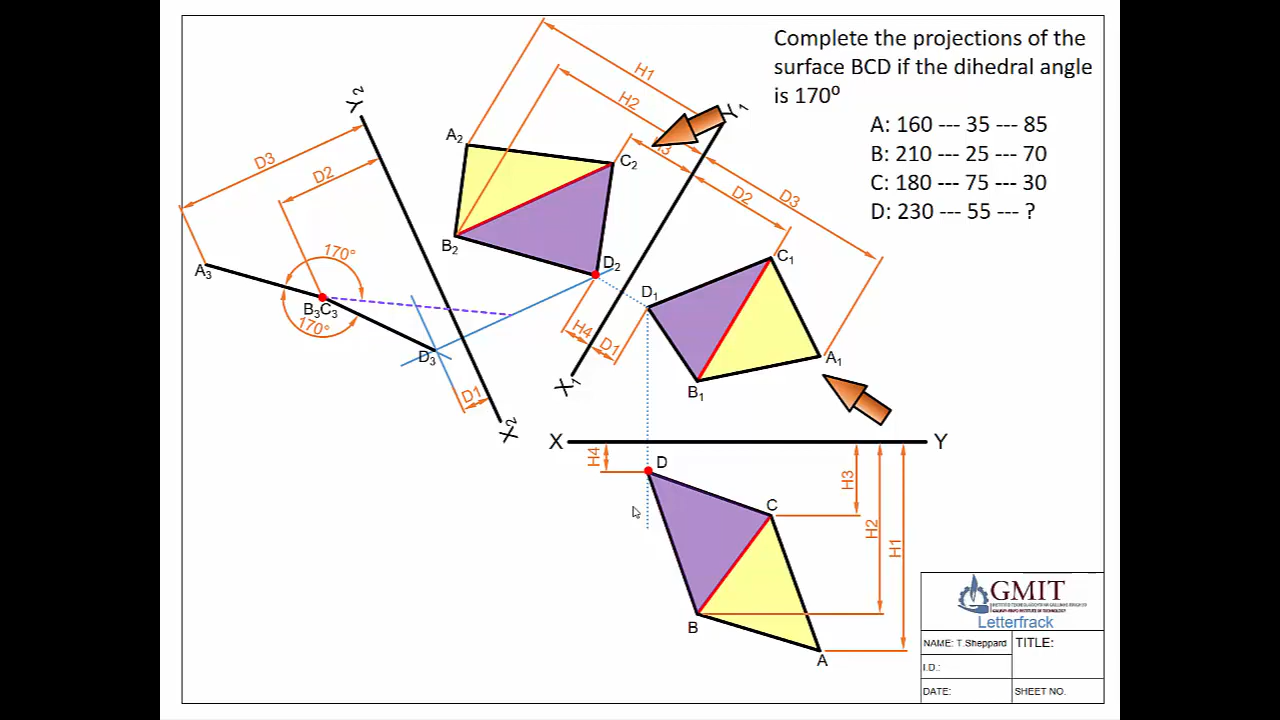 Complete the projections of the
surface BCD if the dihedral angle
is 170⁰
A: 160 --- 35 --- 85
B: 210 --- 25 --- 70
C: 180 --- 75 --- 30
D: 230 --- 55 --- ?
H1
H2
H3
Y1
Y2
D3
D2
A2
C2
B2
D2
D2
D3
170°
A3
B3C3
170°
D3
D1
X2
H4
D1
X1
D1
C1
A1
B1
X
Y
H4
D
C
B
A
H3
H2
H1
GMIT
Letterfrack
NAME: T.Sheppard
TITLE:
I.D.:
DATE:
SHEET NO.